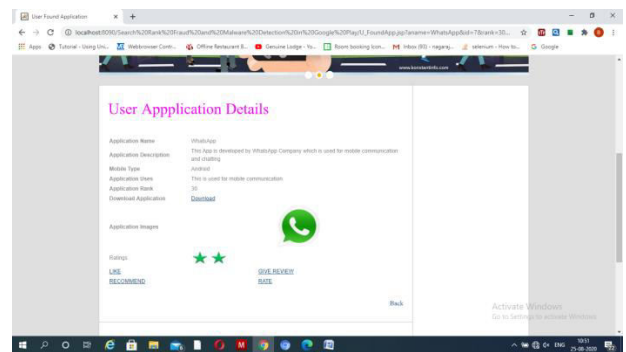 User Found Application
localhost:8090/Search%20Rank%20Fraud%20and%20Malware%20Detection%20in%20Google%20Play/U_FoundApp.jsp?aname=WhatsApp&id=7&rank=30...
Apps Tutorial - Using Uni... Webbrowser Contr... Offline Restaurant B... Genuine Lodge - Yo... Room booking Icon... Inbox (93) - nagaraj... selenium - How to... Google
www.konstantinfo.com
User Appplication Details
Application Name WhatsApp
Application Description This App is developed by WhatsApp Company which is used for mobile communication
and chatting
Mobile Type Android
Application Uses This is used for mobile communication
Application Rank 30
Download Application Download
Application Images
Ratings
LIKE GIVE REVIEW
RECOMMEND RATE
Back
Activate Windows
Go to Settings to activate Windows.
ENG 10:51
25-08-2020